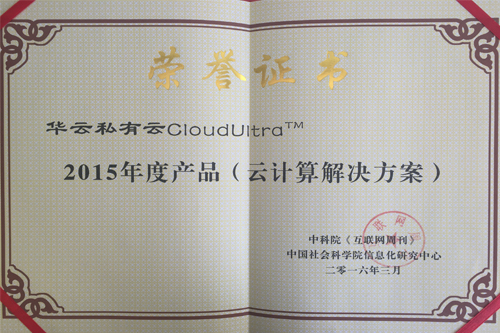 荣誉证书
华云私有云CloudUltra™
2015年度产品（云计算解决方案）
中科院《互联网周刊》
中国社会科学院信息化研究中心
二零一六年三月